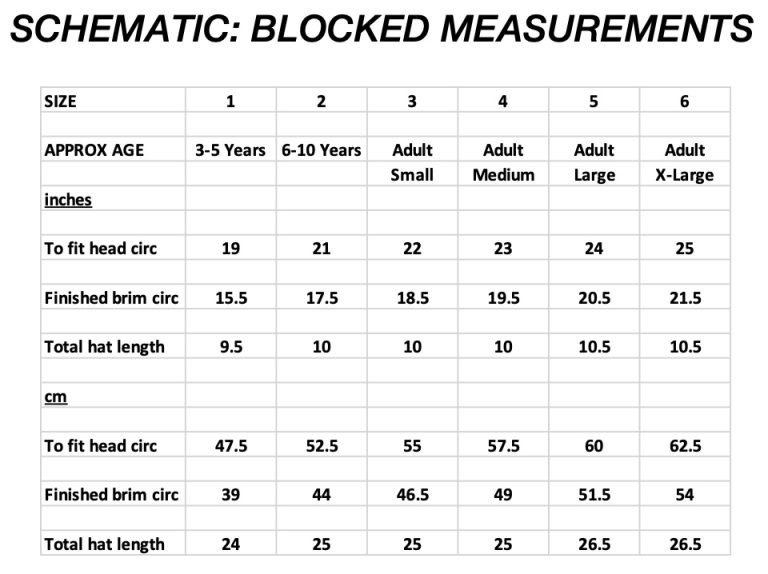 SCHEMATIC: BLOCKED MEASUREMENTS
SIZE 1 2 3 4 5 6
APPROX AGE 3-5 Years 6-10 Years Adult Adult Adult Adult
Small Medium Large X-Large
inches
To fit head circ 19 21 22 23 24 25
Finished brim circ 15.5 17.5 18.5 19.5 20.5 21.5
Total hat length 9.5 10 10 10 10.5 10.5
cm
To fit head circ 47.5 52.5 55 57.5 60 62.5
Finished brim circ 39 44 46.5 49 51.5 54
Total hat length 24 25 25 25 26.5 26.5